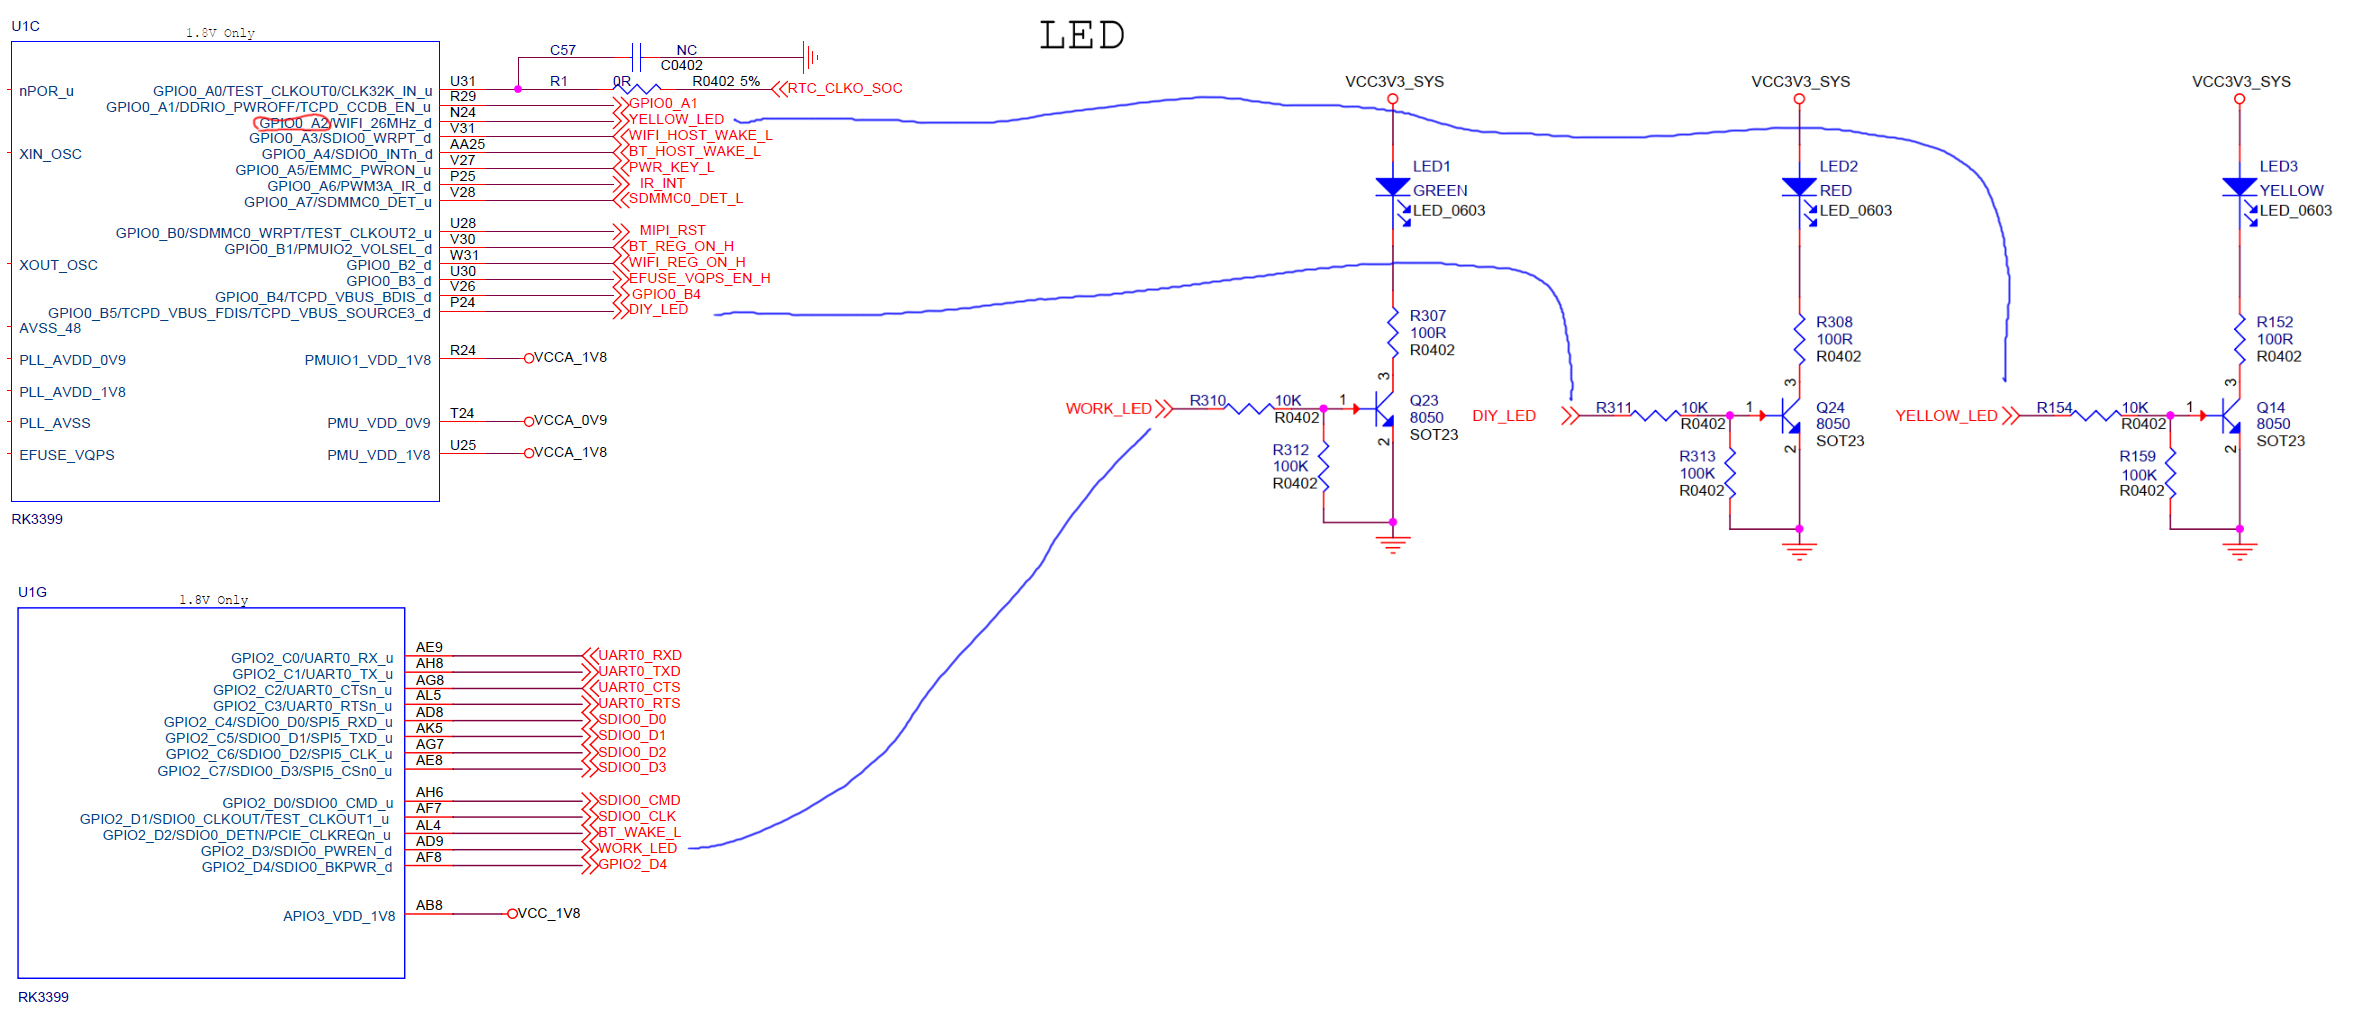 LED
U1C
1.8V Only
nPOR_u
XIN_OSC
XOUT_OSC
AVSS_48
PLL_AVDD_0V9
PLL_AVDD_1V8
PLL_AVSS
EFUSE_VQPS
C57 NC
C0402
GPIO0_A0/TEST_CLKOUT0/CLK32K_IN_u U31 R1 0R R0402 5% RTC_CLKO_SOC
GPIO0_A1/DDRIO_PWROFF/TCPD_CCDB_EN_u R29 GPIO0_A1
GPIO0_A2/WIFI_26MHz_d N24 YELLOW_LED
GPIO0_A3/SDIO0_WRPT_d V31 WIFI_HOST_WAKE_L
GPIO0_A4/SDIO0_INTn_d AA25 BT_HOST_WAKE_L
GPIO0_A5/EMMC_PWRON_u V27 PWR_KEY_L
GPIO0_A6/PWM3A_IR_d P25 IR_INT
GPIO0_A7/SDMMC0_DET_u V28 SDMMC0_DET_L
GPIO0_B0/SDMMC0_WRPT/TEST_CLKOUT2_u U28 MIPI_RST
GPIO0_B1/PMUIO2_VOLSEL_d V30 BT_REG_ON_H
GPIO0_B2_d W31 WIFI_REG_ON_H
GPIO0_B3_d U30 EFUSE_VQPS_EN_H
GPIO0_B4/TCPD_VBUS_BDIS_d V26 GPIO0_B4
GPIO0_B5/TCPD_VBUS_FDIS/TCPD_VBUS_SOURCE3_d P24 DIY_LED
PMUIO1_VDD_1V8 R24 VCCA_1V8
PMU_VDD_0V9 T24 VCCA_0V9
PMU_VDD_1V8 U25 VCCA_1V8
RK3399
VCC3V3_SYS
LED1
GREEN
LED_0603
R307
100R
R0402
3
WORK_LED R310 10K 1
R0402
Q23
8050
SOT23
2
R312
100K
R0402
VCC3V3_SYS
LED2
RED
LED_0603
R308
100R
R0402
3
DIY_LED R311 10K 1
R0402
Q24
8050
SOT23
2
R313
100K
R0402
VCC3V3_SYS
LED3
YELLOW
LED_0603
R152
100R
R0402
3
YELLOW_LED R154 10K 1
R0402
Q14
8050
SOT23
2
R159
100K
R0402
U1G
1.8V Only
GPIO2_C0/UART0_RX_u AE9 UART0_RXD
GPIO2_C1/UART0_TX_u AH8 UART0_TXD
GPIO2_C2/UART0_CTSn_u AG8 UART0_CTS
GPIO2_C3/UART0_RTSn_u AL5 UART0_RTS
GPIO2_C4/SDIO0_D0/SPI5_RXD_u AD8 SDIO0_D0
GPIO2_C5/SDIO0_D1/SPI5_TXD_u AK5 SDIO0_D1
GPIO2_C6/SDIO0_D2/SPI5_CLK_u AG7 SDIO0_D2
GPIO2_C7/SDIO0_D3/SPI5_CSn0_u AE8 SDIO0_D3
GPIO2_D0/SDIO0_CMD_u AH6 SDIO0_CMD
GPIO2_D1/SDIO0_CLKOUT/TEST_CLKOUT1_u AF7 SDIO0_CLK
GPIO2_D2/SDIO0_DETN/PCIE_CLKREQn_u AL4 BT_WAKE_L
GPIO2_D3/SDIO0_PWREN_d AD9 WORK_LED
GPIO2_D4/SDIO0_BKPWR_d AF8 GPIO2_D4
APIO3_VDD_1V8 AB8 VCC_1V8
RK3399